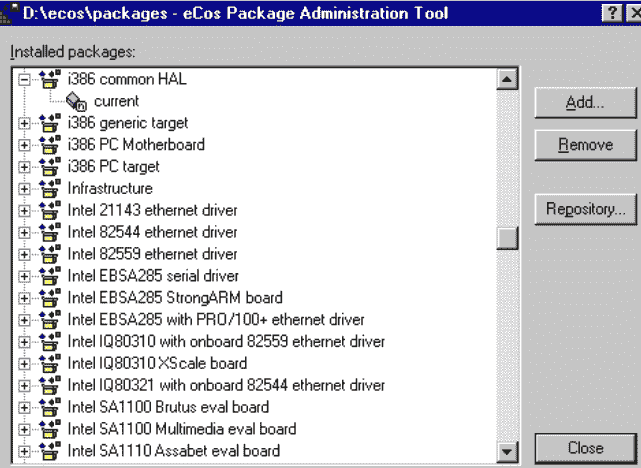 D:\ecos\packages - eCos Package Administration Tool
Installed packages:
i386 common HAL
current
i386 generic target
i386 PC Motherboard
i386 PC target
Infrastructure
Intel 21143 ethernet driver
Intel 82544 ethernet driver
Intel 82559 ethernet driver
Intel EBSA285 serial driver
Intel EBSA285 StrongARM board
Intel EBSA285 with PRO/100+ ethernet driver
Intel IQ80310 with onboard 82559 ethernet driver
Intel IQ80310 XScale board
Intel IQ80321 with onboard 82544 ethernet driver
Intel SA1100 Brutus eval board
Intel SA1100 Multimedia eval board
Intel SA1110 Assabet eval board
Add...
Remove
Repository...
Close